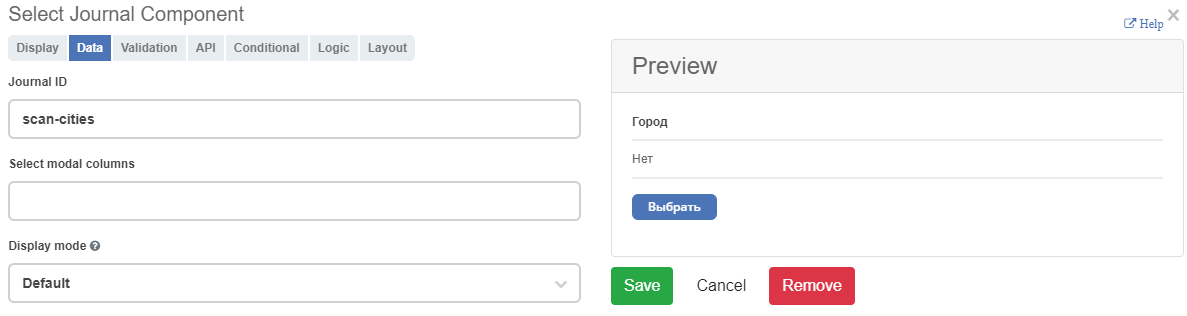 Select Journal Component
Help
Display Data Validation API Conditional Logic Layout
Journal ID
scan-cities
Select modal columns
Display mode
Default
Preview
Город
Нет
Выбрать
Save Cancel Remove